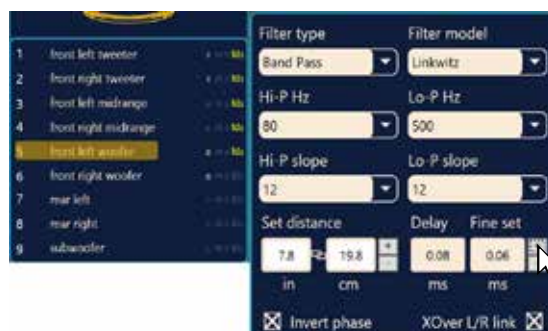 1 front left tweeter
2 front right tweeter
3 front left midrange
4 front right midrange
5 front left woofer
6 front right woofer
7 rear left
8 rear right
9 subwoofer
Filter type Filter model
Band Pass Linkwitz
Hi-P Hz Lo-P Hz
80 500
Hi-P slope Lo-P slope
12 12
Set distance Delay Fine set
7.8 19.8 + - 0.08 0.06
in cm ms ms
Invert phase XOver L/R link